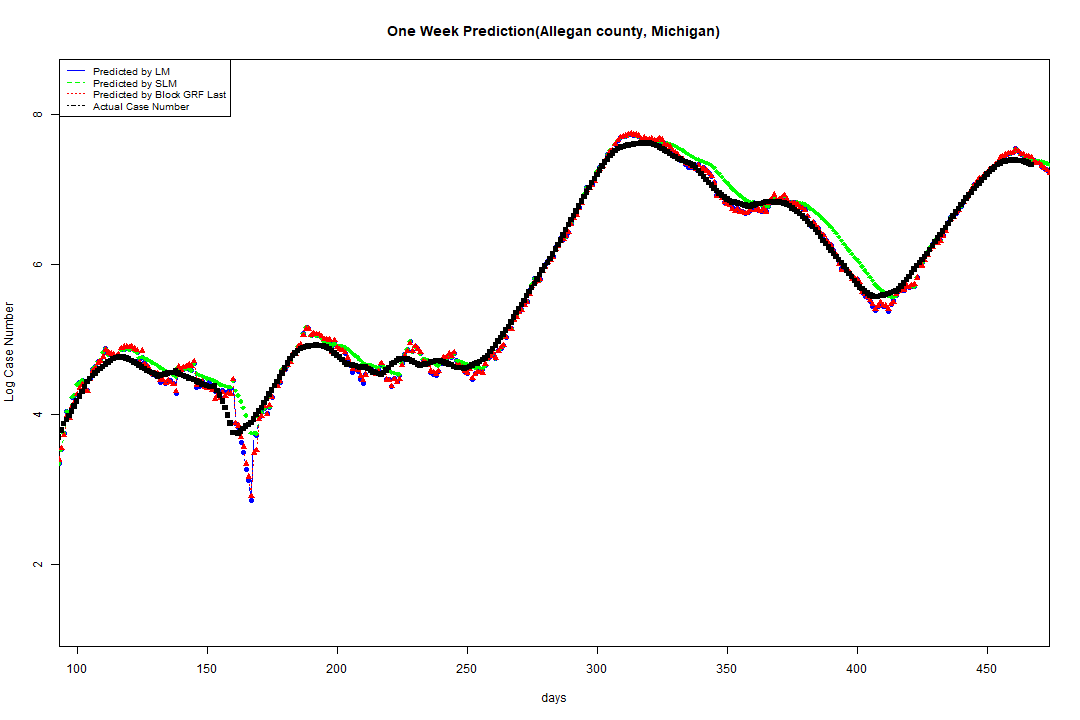 One Week Prediction(Allegan county, Michigan)
Predicted by LM
Predicted by SLM
Predicted by Block GRF Last
Actual Case Number
8
6
4
2
Log Case Number
100 150 200 250 300 350 400 450
days